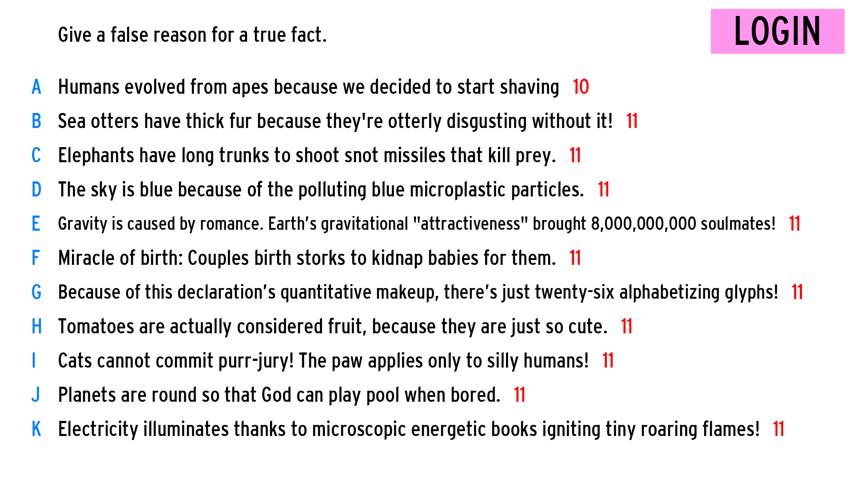 Give a false reason for a true fact.
LOGIN
A Humans evolved from apes because we decided to start shaving 10
B Sea otters have thick fur because they're otterly disgusting without it! 11
C Elephants have long trunks to shoot snot missiles that kill prey. 11
D The sky is blue because of the polluting blue microplastic particles. 11
E Gravity is caused by romance. Earth’s gravitational "attractiveness" brought 8,000,000,000 soulmates! 11
F Miracle of birth: Couples birth storks to kidnap babies for them. 11
G Because of this declaration’s quantitative makeup, there’s just twenty-six alphabetizing glyphs! 11
H Tomatoes are actually considered fruit, because they are just so cute. 11
I Cats cannot commit purr-jury! The paw applies only to silly humans! 11
J Planets are round so that God can play pool when bored. 11
K Electricity illuminates thanks to microscopic energetic books igniting tiny roaring flames! 11